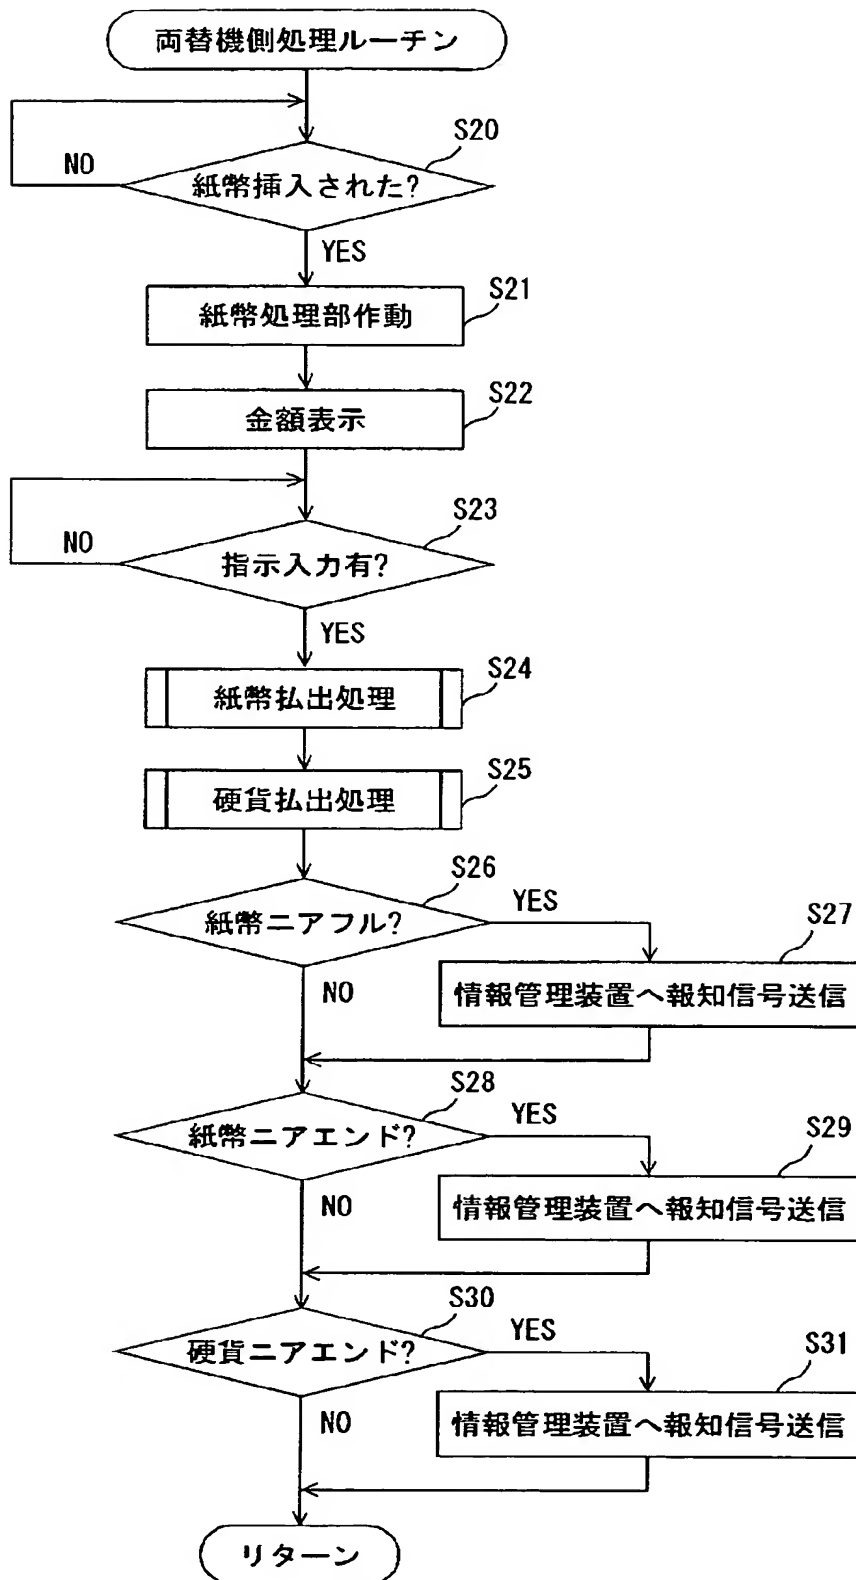 両替機側処理ルーチン
S20
NO
紙幣挿入された?
YES
S21
紙幣処理部作動
S22
金額表示
S23
NO
指示入力有?
YES
S24
紙幣払出処理
S25
硬貨払出処理
S26
紙幣ニアフル?
YES
S27
情報管理装置へ報知信号送信
NO
S28
紙幣ニアエンド?
YES
S29
情報管理装置へ報知信号送信
NO
S30
硬貨ニアエンド?
YES
S31
情報管理装置へ報知信号送信
NO
リターン